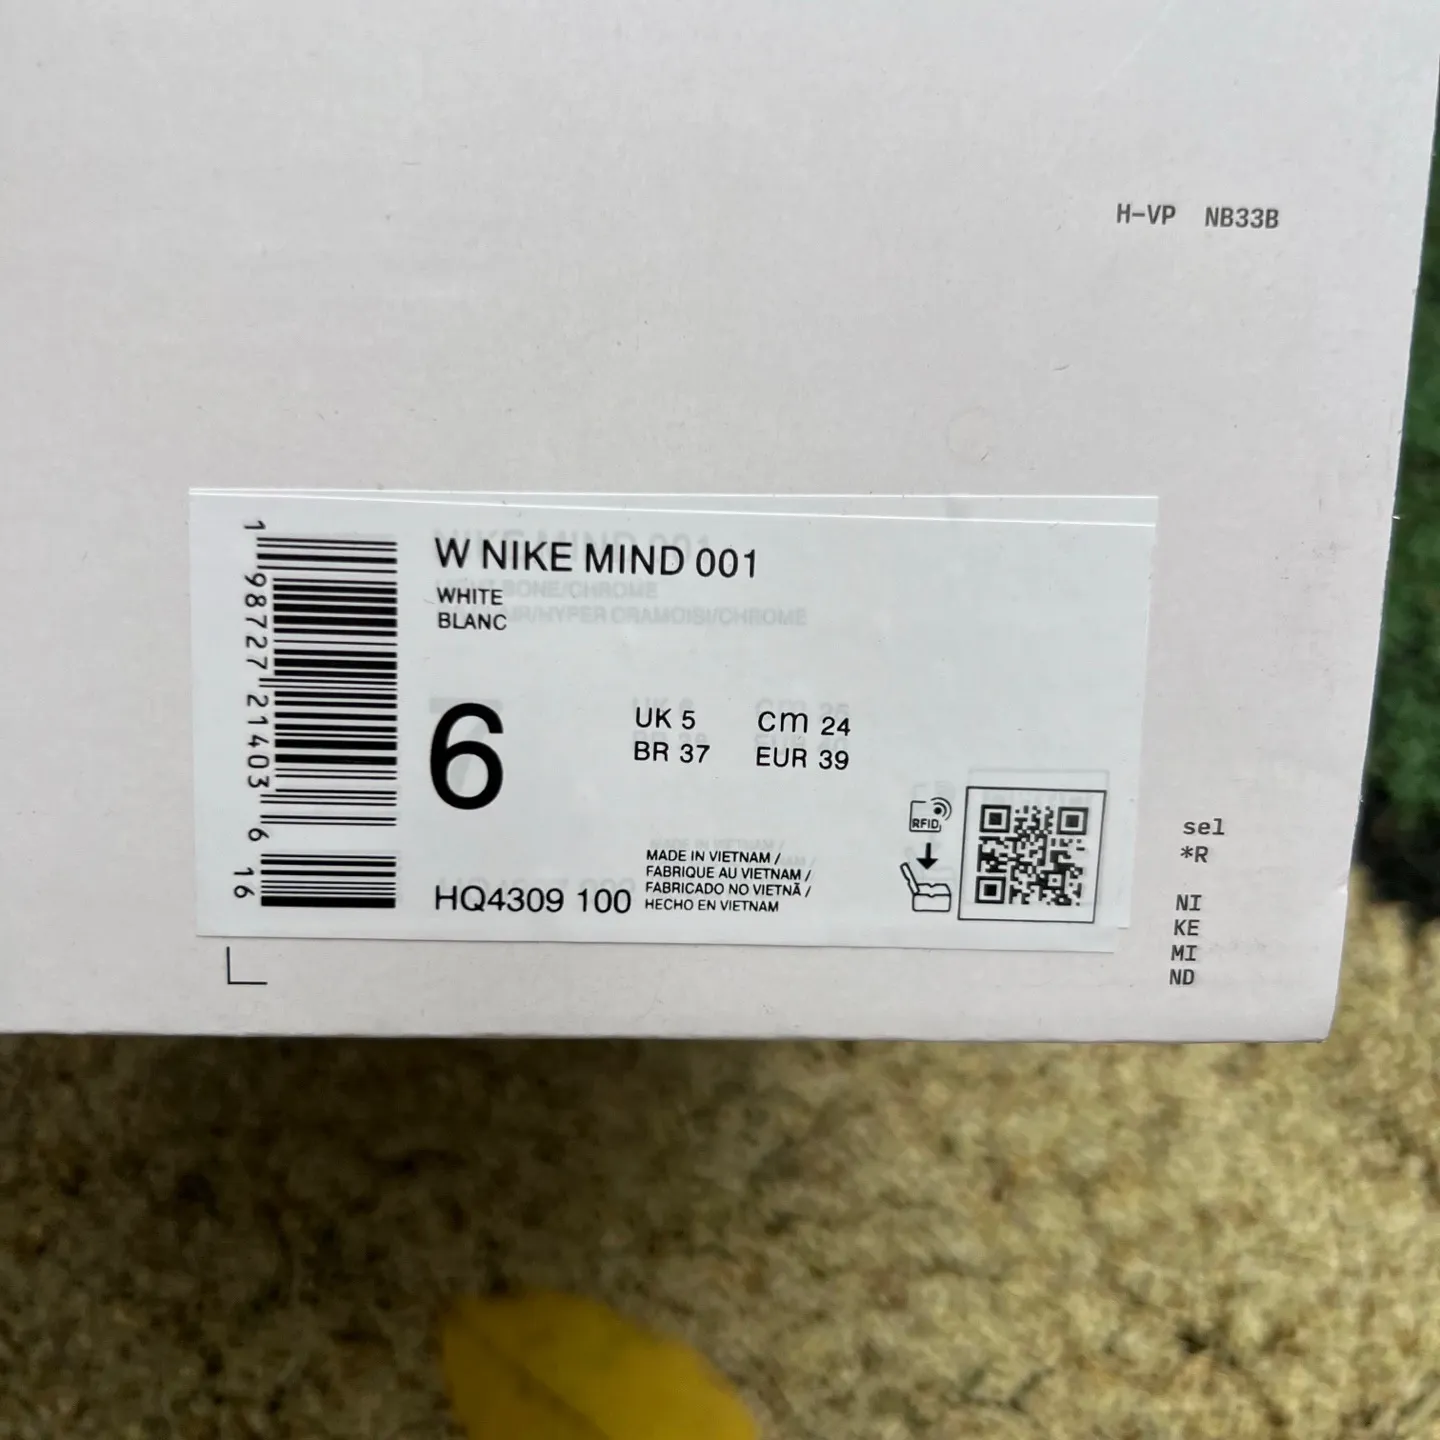 H-VP NB33B
W NIKE MIND 001
WHITE
BLANC
6
UK 5 cm 24
BR 37 EUR 39
HQ4309 100
MADE IN VIETNAM /
FABRIQUE AU VIETNAM /
FABRICADO NO VIETNÃ /
HECHO EN VIETNAM
1 98727 21403 6
16
RFID
sel
*R
NI
KE
MI
ND